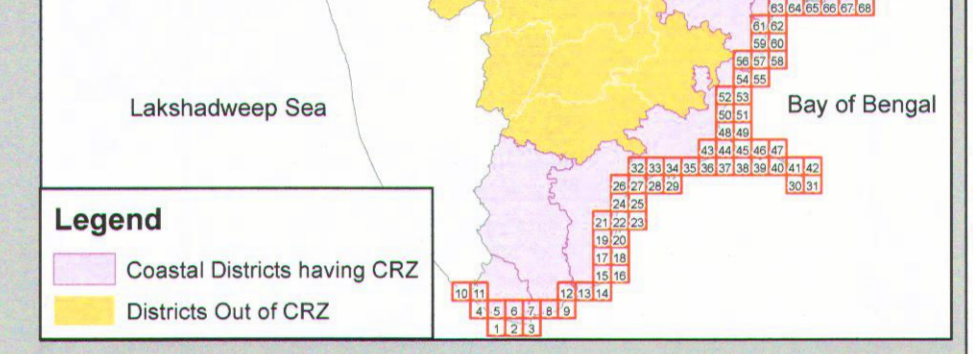 63 64 65 66 67 68
61 62
59 60
56 57 58
54 55
Lakshadweep Sea
52 53
Bay of Bengal
50 51
48 49
43 44 45 46 47
32 33 34 35 36 37 38 39 40 41 42
26 27 28 29
30 31
24 25
Legend
21 22 23
19 20
17 18
Coastal Districts having CRZ
15 16
10 11
12 13 14
Districts Out of CRZ
4 5 6 7 8 9
1 2 3